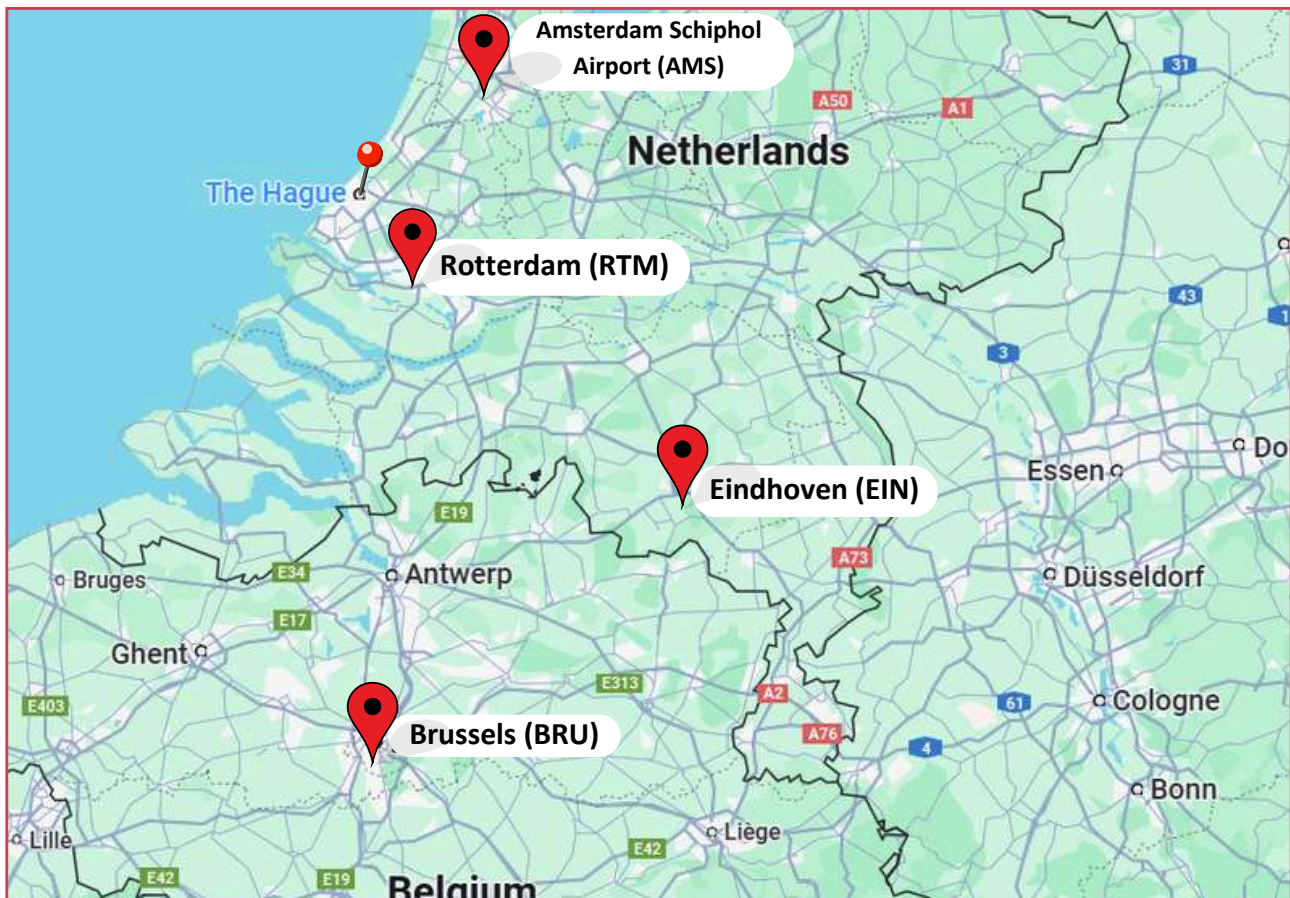 Amsterdam Schiphol
Airport (AMS)
31
A50
A1
Netherlands
The Hague
Rotterdam (RTM)
43
1
3
Do
Essen
Eindhoven (EIN)
E19
A73
E34
Antwerp
Bruges
Düsseldorf
E17
Ghent
E313
A2
61
Cologne
E403
Brussels (BRU)
A76
4
Bonn
Lille
Liège
E42
E42
E19
Belgium